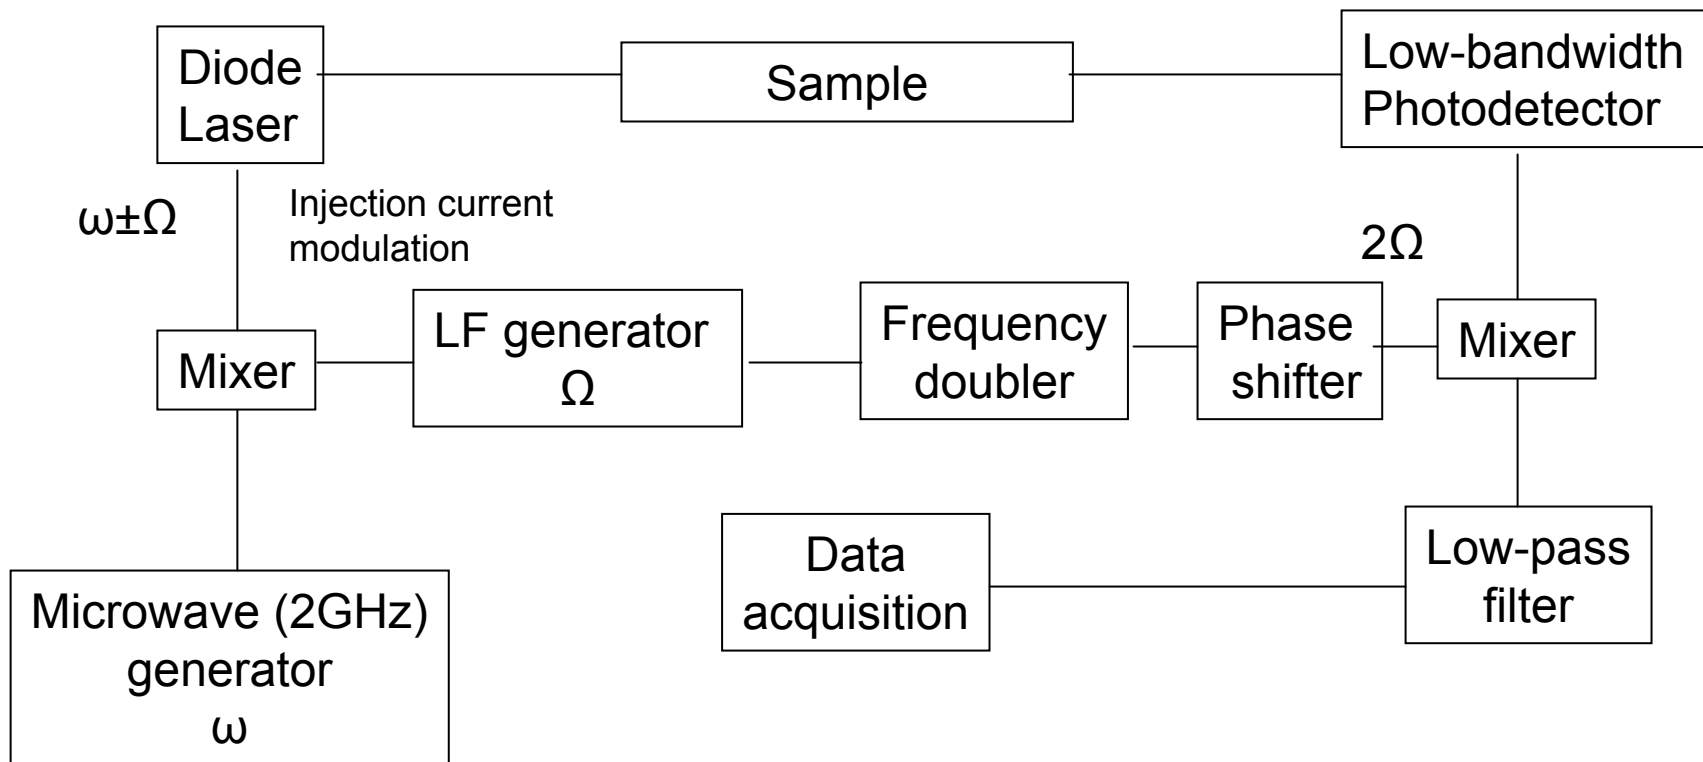 Diode
Laser
Sample
Low-bandwidth
Photodetector
ω±Ω
Injection current
modulation
2Ω
Mixer
LF generator
Ω
Frequency
doubler
Phase
shifter
Mixer
Microwave (2GHz)
generator
ω
Data
acquisition
Low-pass
filter